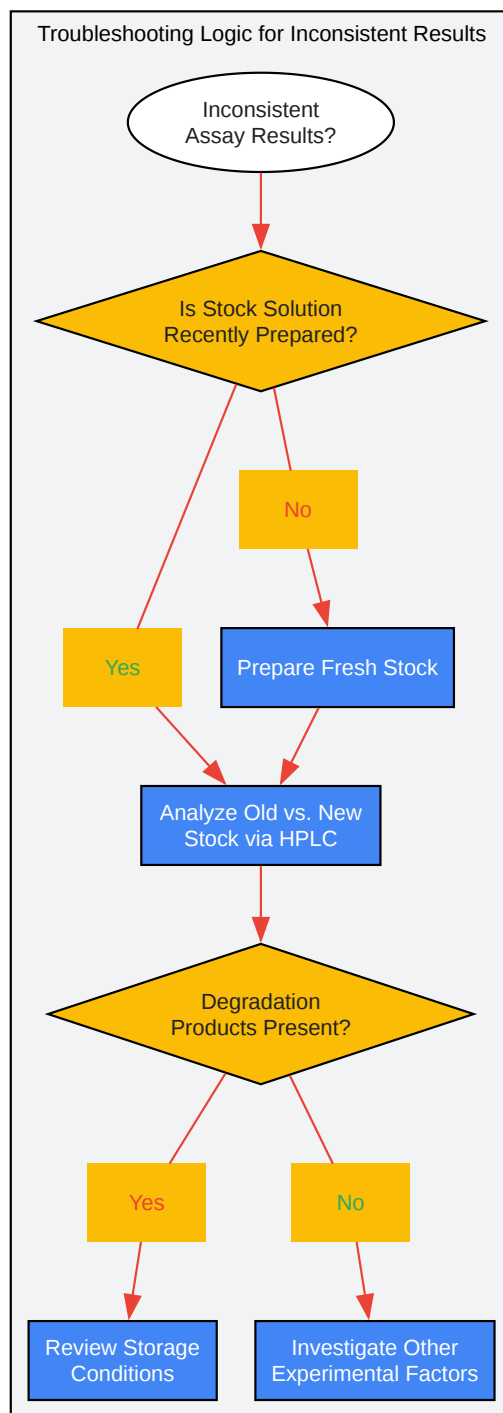 Troubleshooting Logic for Inconsistent Results
Inconsistent
Assay Results?
Is Stock Solution
Recently Prepared?
No
Yes
Prepare Fresh Stock
Analyze Old vs. New
Stock via HPLC
Degradation
Products Present?
Yes
No
Review Storage
Conditions
Investigate Other
Experimental Factors